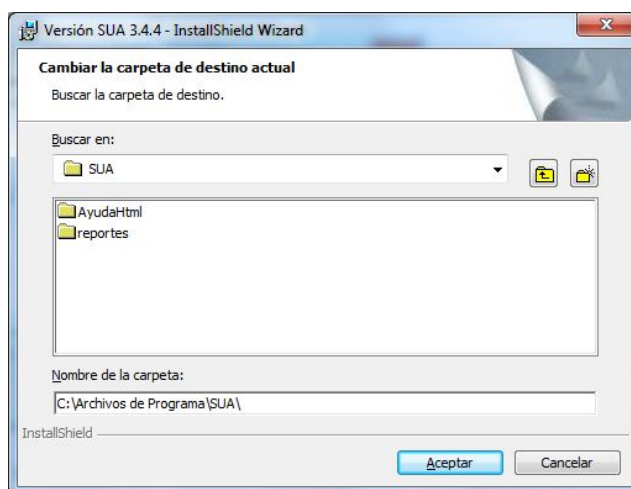 Versión SUA 3.4.4 - InstallShield Wizard
Cambiar la carpeta de destino actual
Buscar la carpeta de destino.
Buscar en:
SUA
AyudaHtml
reportes
Nombre de la carpeta:
C:\Archivos de Programa\SUA\
InstallShield
Aceptar
Cancelar